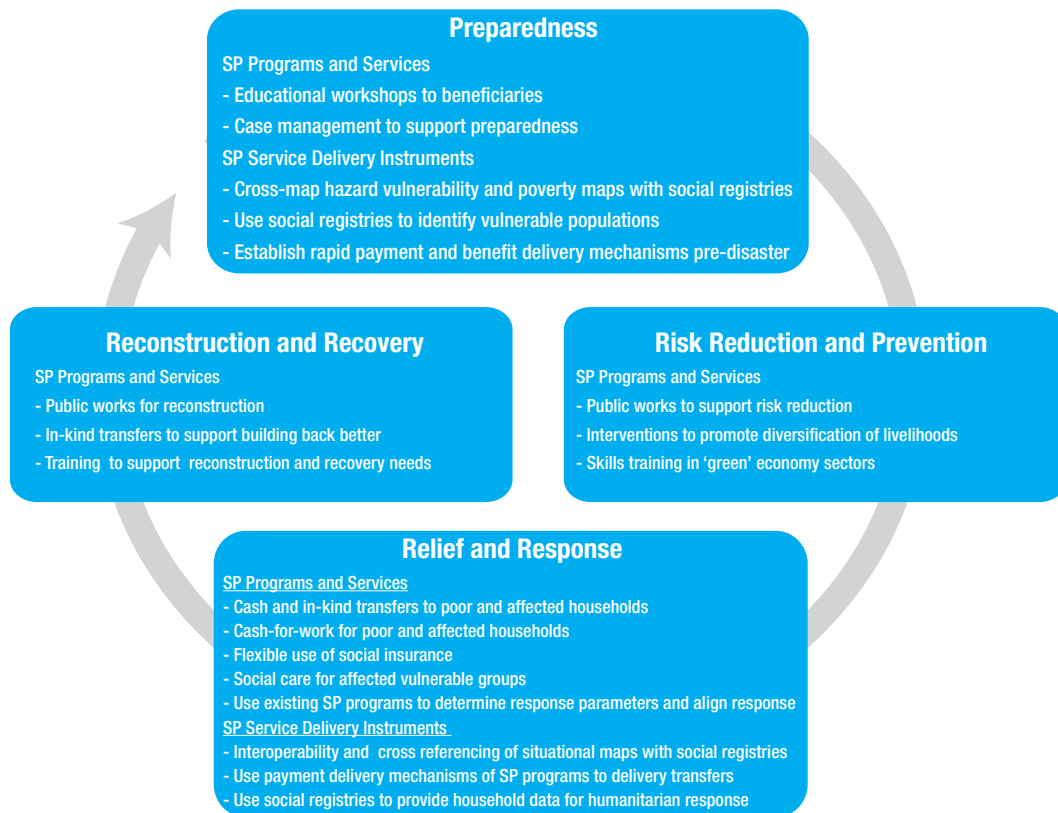 Preparedness
SP Programs and Services
- Educational workshops to beneficiaries
- Case management to support preparedness
SP Service Delivery Instruments
- Cross-map hazard vulnerability and poverty maps with social registries
- Use social registries to identify vulnerable populations
- Establish rapid payment and benefit delivery mechanisms pre-disaster
Reconstruction and Recovery
SP Programs and Services
- Public works for reconstruction
- In-kind transfers to support building back better
- Training to support reconstruction and recovery needs
Risk Reduction and Prevention
SP Programs and Services
- Public works to support risk reduction
- Interventions to promote diversification of livelihoods
- Skills training in ‘green’ economy sectors
Relief and Response
SP Programs and Services
- Cash and in-kind transfers to poor and affected households
- Cash-for-work for poor and affected households
- Flexible use of social insurance
- Social care for affected vulnerable groups
- Use existing SP programs to determine response parameters and align response
SP Service Delivery Instruments
- Interoperability and cross referencing of situational maps with social registries
- Use payment delivery mechanisms of SP programs to delivery transfers
- Use social registries to provide household data for humanitarian response